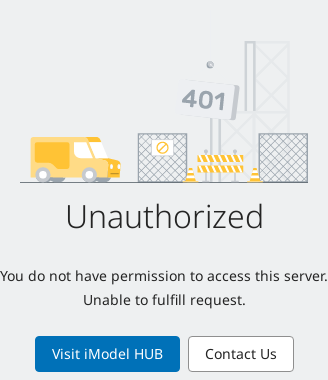 401
Unauthorized
You do not have permission to access this server.
Unable to fulfill request.
Visit iModel HUB
Contact Us